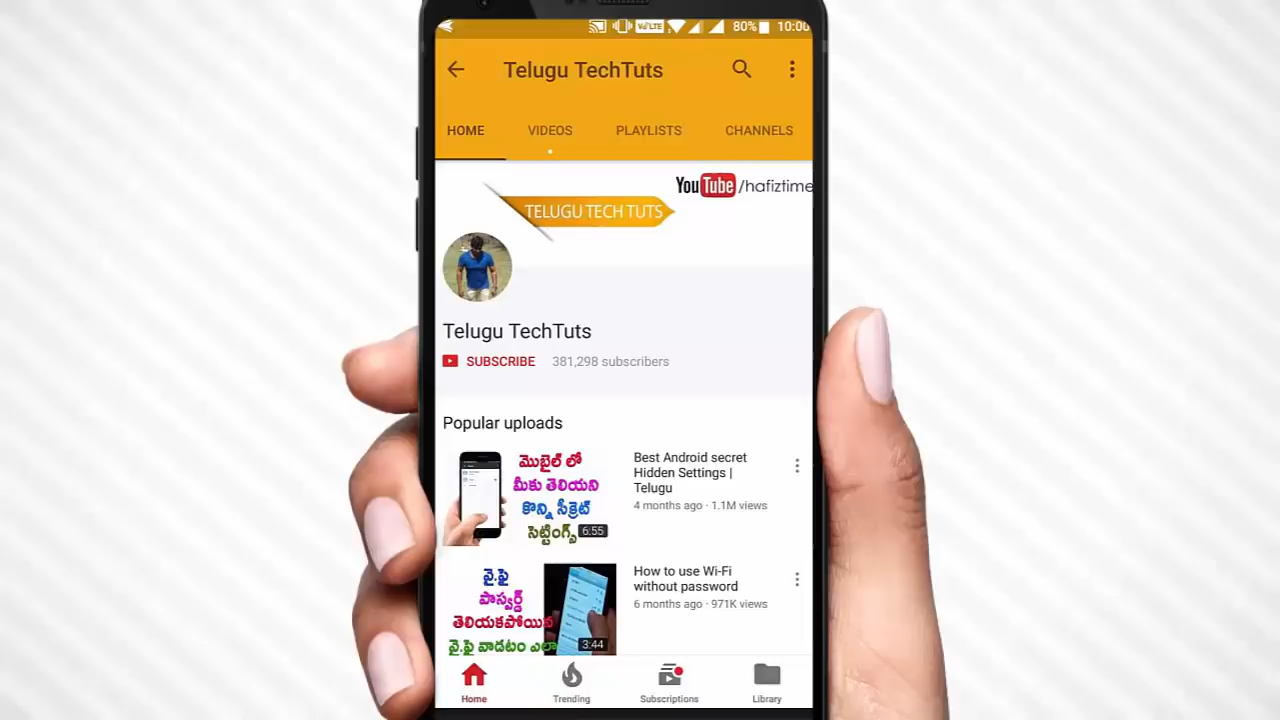 VoLTE 80% 10:00
Telugu TechTuts
HOME VIDEOS PLAYLISTS CHANNELS
YouTube /hafiztime
TELUGU TECH TUTS
Telugu TechTuts
SUBSCRIBE 381,298 subscribers
Popular uploads
మొబైల్ లో
మీకు తెలియని
కొన్ని సీక్రెట్
సెట్టింగ్స్
6:55
Best Android secret
Hidden Settings |
Telugu
4 months ago · 1.1M views
వై.ఫై
పాస్వర్డ్
తెలియకపోయిన
వై.ఫై వాడటం ఎలా
3:44
How to use Wi-Fi
without password
6 months ago · 971K views
Home Trending Subscriptions Library